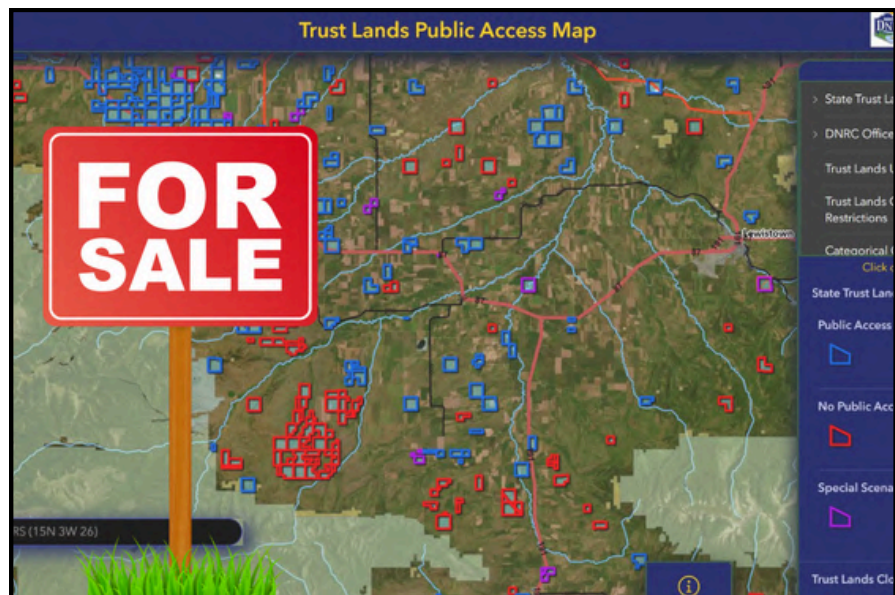 Trust Lands Public Access Map
FOR
SALE
State Trust La
DNRC Office
Trust Lands
Trust Lands
Restrictions
Categorical
Click
State Trust Lan
Public Access
No Public Acc
Special Scena
Trust Lands Clo
Lewistown
RS (15N 3W 26)